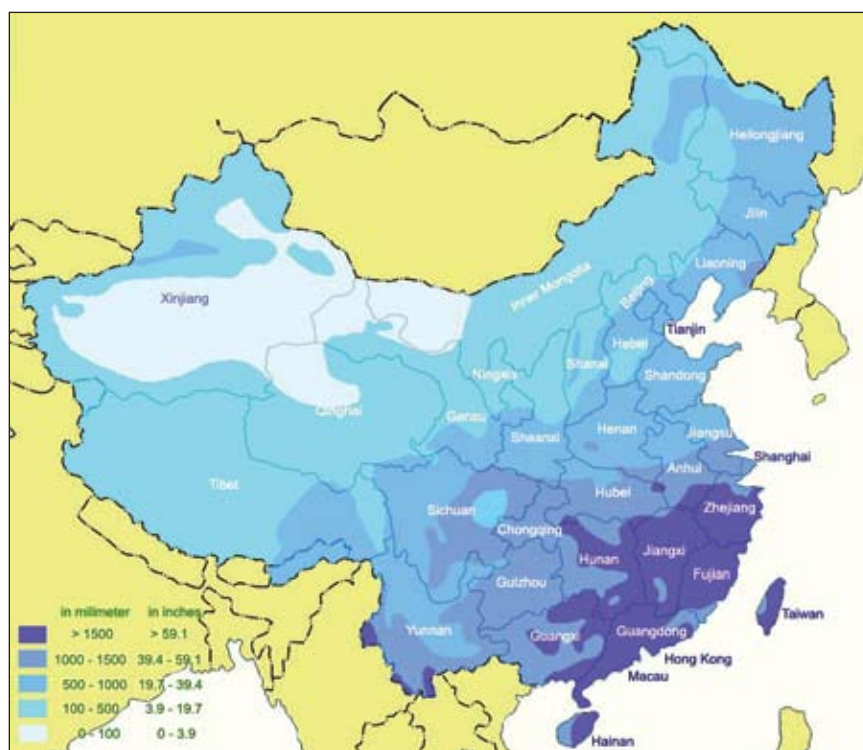 Heilongjiang
Jilin
Liaoning
Inner Mongolia
Beijing
Tianjin
Xinjiang
Hebei
Shanxi
Ningxia
Shandong
Qinghai
Gansu
Shaanxi
Henan
Jiangsu
Shanghai
Anhui
Tibet
Hubei
Sichuan
Zhejiang
Chongqing
Hunan
Jiangxi
Fujian
Guizhou
Taiwan
Yunnan
Guangxi
Guangdong
Hong Kong
Macau
Hainan
in milimeter in inches
> 1500 > 59.1
1000 - 1500 39.4 - 59.1
500 - 1000 19.7 - 39.4
100 - 500 3.9 - 19.7
0 - 100 0 - 3.9